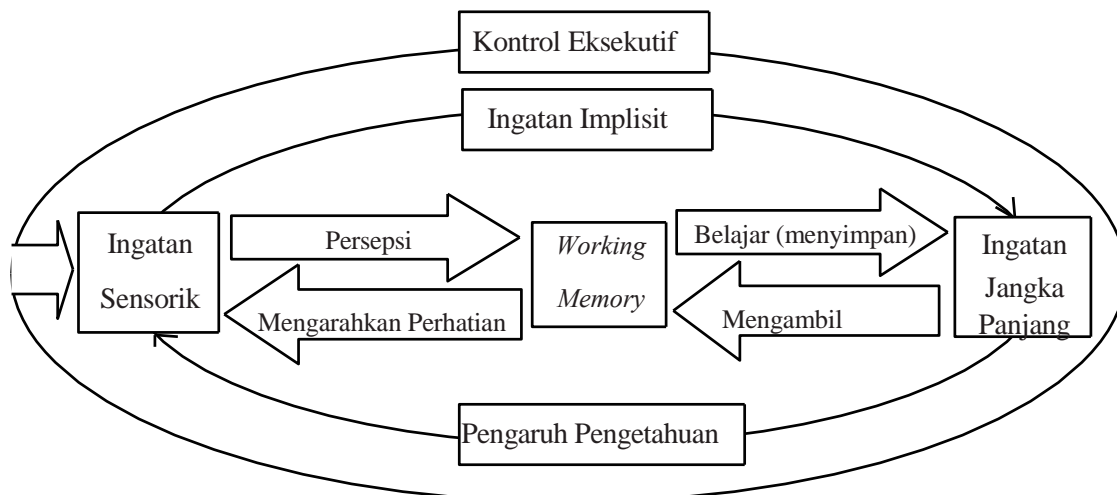 Kontrol Eksekutif
Ingatan Implisit
Ingatan
Sensorik
Persepsi
Mengarahkan Perhatian
Working
Memory
Belajar (menyimpan)
Mengambil
Ingatan
Jangka
Panjang
Pengaruh Pengetahuan